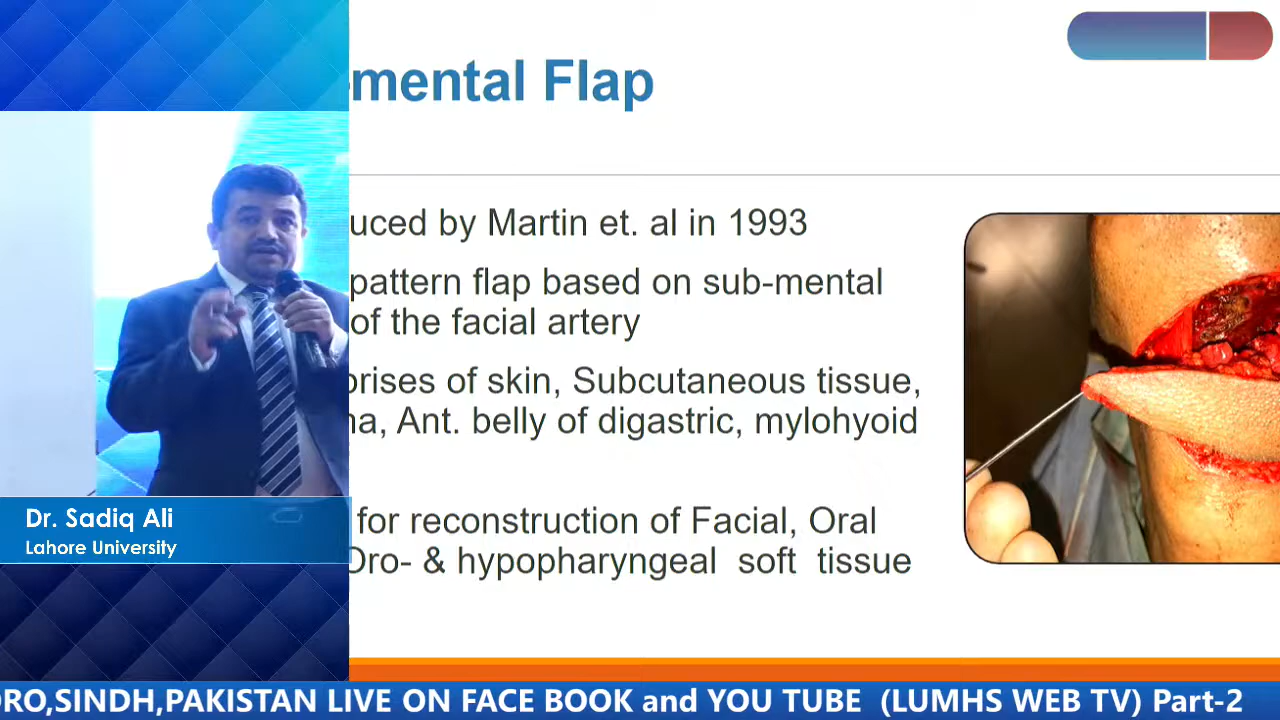 -mental Flap
uced by Martin et. al in 1993
pattern flap based on sub-mental
of the facial artery
orises of skin, Subcutaneous tissue,
na, Ant. belly of digastric, mylohyoid
for reconstruction of Facial, Oral
Oro- & hypopharyngeal soft tissue
Dr. Sadiq Ali
Lahore University
ORO,SINDH,PAKISTAN LIVE ON FACE BOOK and YOU TUBE (LUMHS WEB TV) Part-2